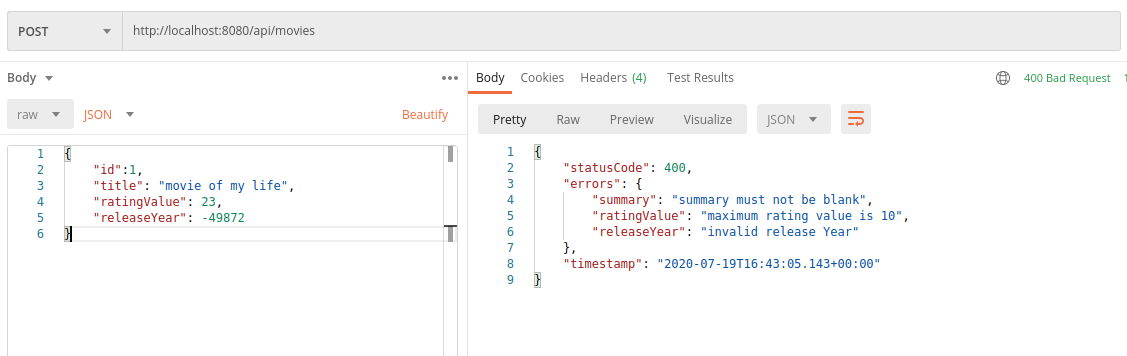 POST http://localhost:8080/api/movies
Body
raw JSON Beautify
1 {
2 "id":1,
3 "title": "movie of my life",
4 "ratingValue": 23,
5 "releaseYear": -49872
6 }
Body Cookies Headers (4) Test Results 400 Bad Request 1
Pretty Raw Preview Visualize JSON
1 {
2 "statusCode": 400,
3 "errors": {
4 "summary": "summary must not be blank",
5 "ratingValue": "maximum rating value is 10",
6 "releaseYear": "invalid release Year"
7 },
8 "timestamp": "2020-07-19T16:43:05.143+00:00"
9 }